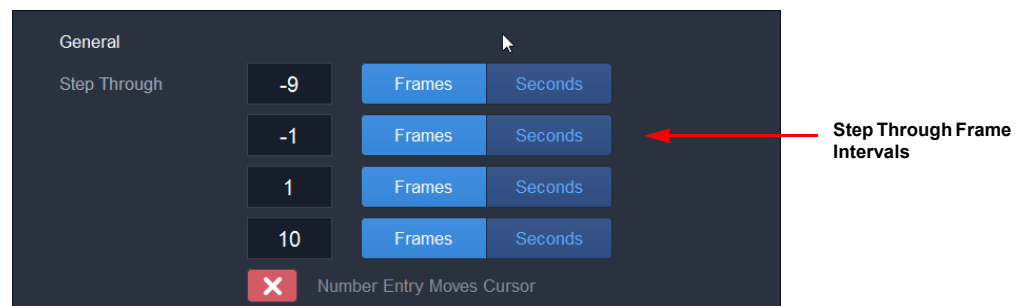 General
Step Through -9 Frames Seconds
-1 Frames Seconds
Step Through Frame
Intervals
1 Frames Seconds
10 Frames Seconds
Number Entry Moves Cursor